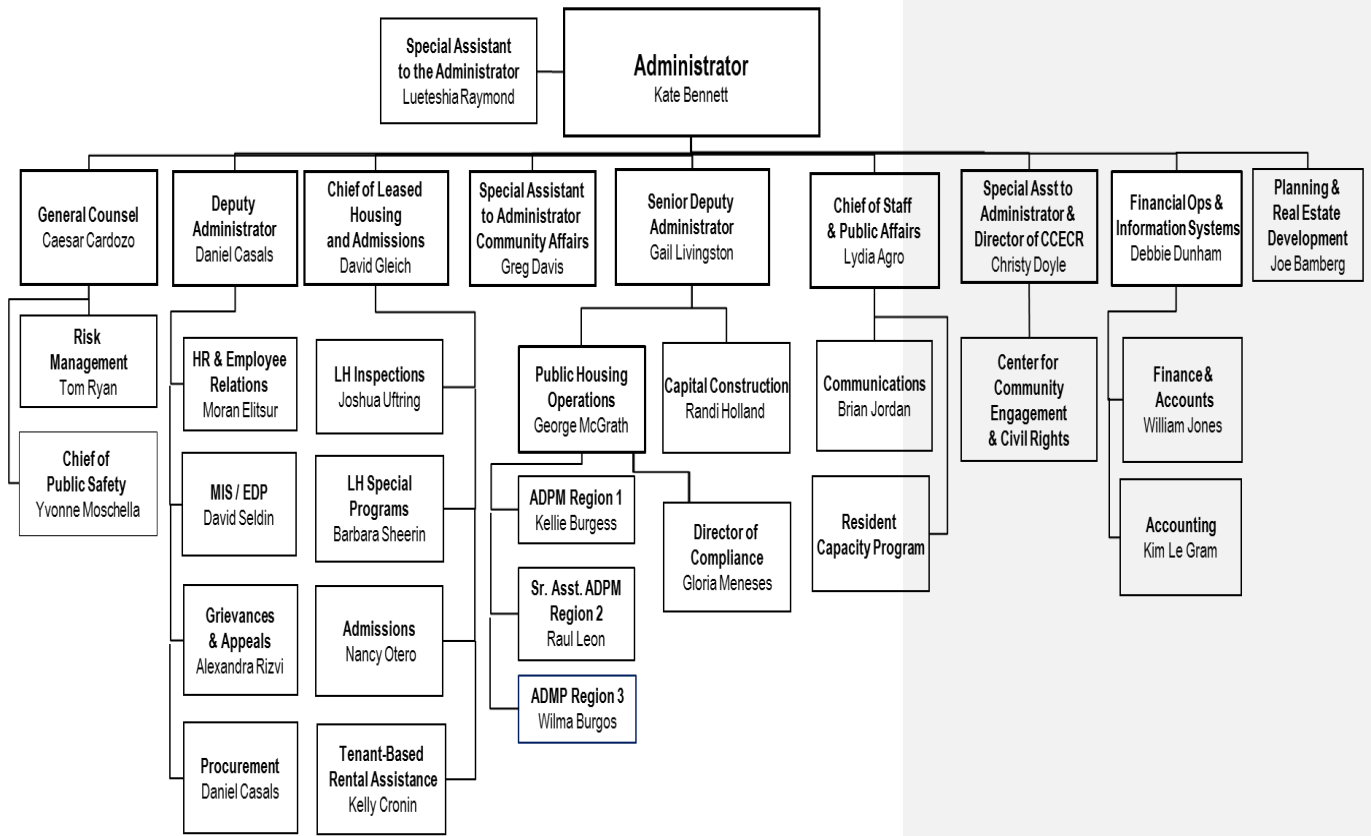 Special Assistant
to the Administrator
Lueteshia Raymond
Administrator
Kate Bennett
General Counsel
Caesar Cardozo
Deputy
Administrator
Daniel Casals
Chief of Leased
Housing
and Admissions
David Gleich
Special Assistant
to Administrator
Community Affairs
Greg Davis
Senior Deputy
Administrator
Gail Livingston
Chief of Staff
& Public Affairs
Lydia Agro
Special Asst to
Administrator &
Director of CCECR
Christy Doyle
Financial Ops &
Information Systems
Debbie Dunham
Planning &
Real Estate
Development
Joe Bamberg
Risk
Management
Tom Ryan
Chief of
Public Safety
Yvonne Moschella
HR & Employee
Relations
Moran Elitsur
MIS / EDP
David Seldin
Grievances
& Appeals
Alexandra Rizvi
Procurement
Daniel Casals
LH Inspections
Joshua Uftring
LH Special
Programs
Barbara Sheerin
Admissions
Nancy Otero
Tenant-Based
Rental Assistance
Kelly Cronin
Public Housing
Operations
George McGrath
Capital Construction
Randi Holland
ADPM Region 1
Kellie Burgess
Sr. Asst. ADPM
Region 2
Raul Leon
ADMP Region 3
Wilma Burgos
Director of
Compliance
Gloria Meneses
Communications
Brian Jordan
Resident
Capacity Program
Center for
Community
Engagement
& Civil Rights
Finance &
Accounts
William Jones
Accounting
Kim Le Gram